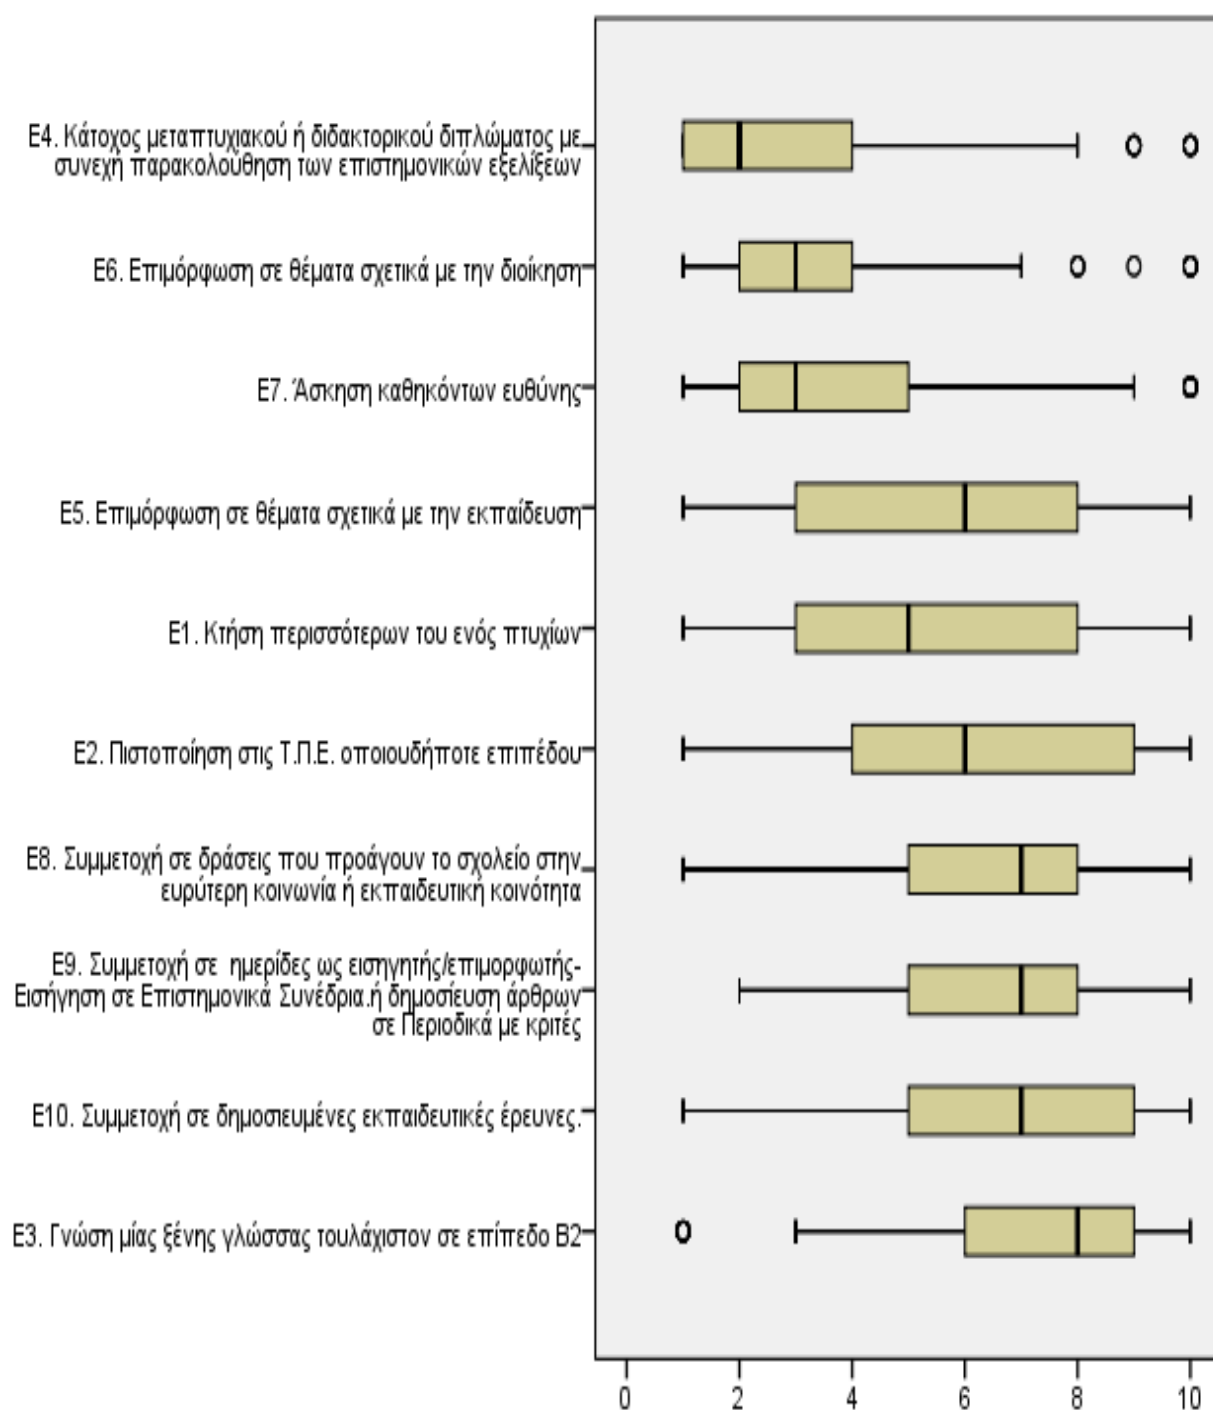 Ε4. Κάτοχος μεταπτυχιακού ή διδακτορικού διπλώματος με
συνεχή παρακολούθηση των επιστημονικών εξελίξεων
Ε6. Επιμόρφωση σε θέματα σχετικά με την διοίκηση
Ε7. Άσκηση καθηκόντων ευθύνης
Ε5. Επιμόρφωση σε θέματα σχετικά με την εκπαίδευση
Ε1. Κτήση περισσότερων του ενός πτυχίων
Ε2. Πιστοποίηση στις Τ.Π.Ε. οποιουδήποτε επιπέδου
Ε8. Συμμετοχή σε δράσεις που προάγουν το σχολείο στην
ευρύτερη κοινωνία ή εκπαιδευτική κοινότητα
Ε9. Συμμετοχή σε ημερίδες ως εισηγητής/επιμορφωτής-
Εισήγηση σε Επιστημονικά Συνέδρια.ή δημοσίευση άρθρων
σε Περιοδικά με κριτές
Ε10. Συμμετοχή σε δημοσιευμένες εκπαιδευτικές έρευνες.
Ε3. Γνώση μίας ξένης γλώσσας τουλάχιστον σε επίπεδο Β2
0 2 4 6 8 10